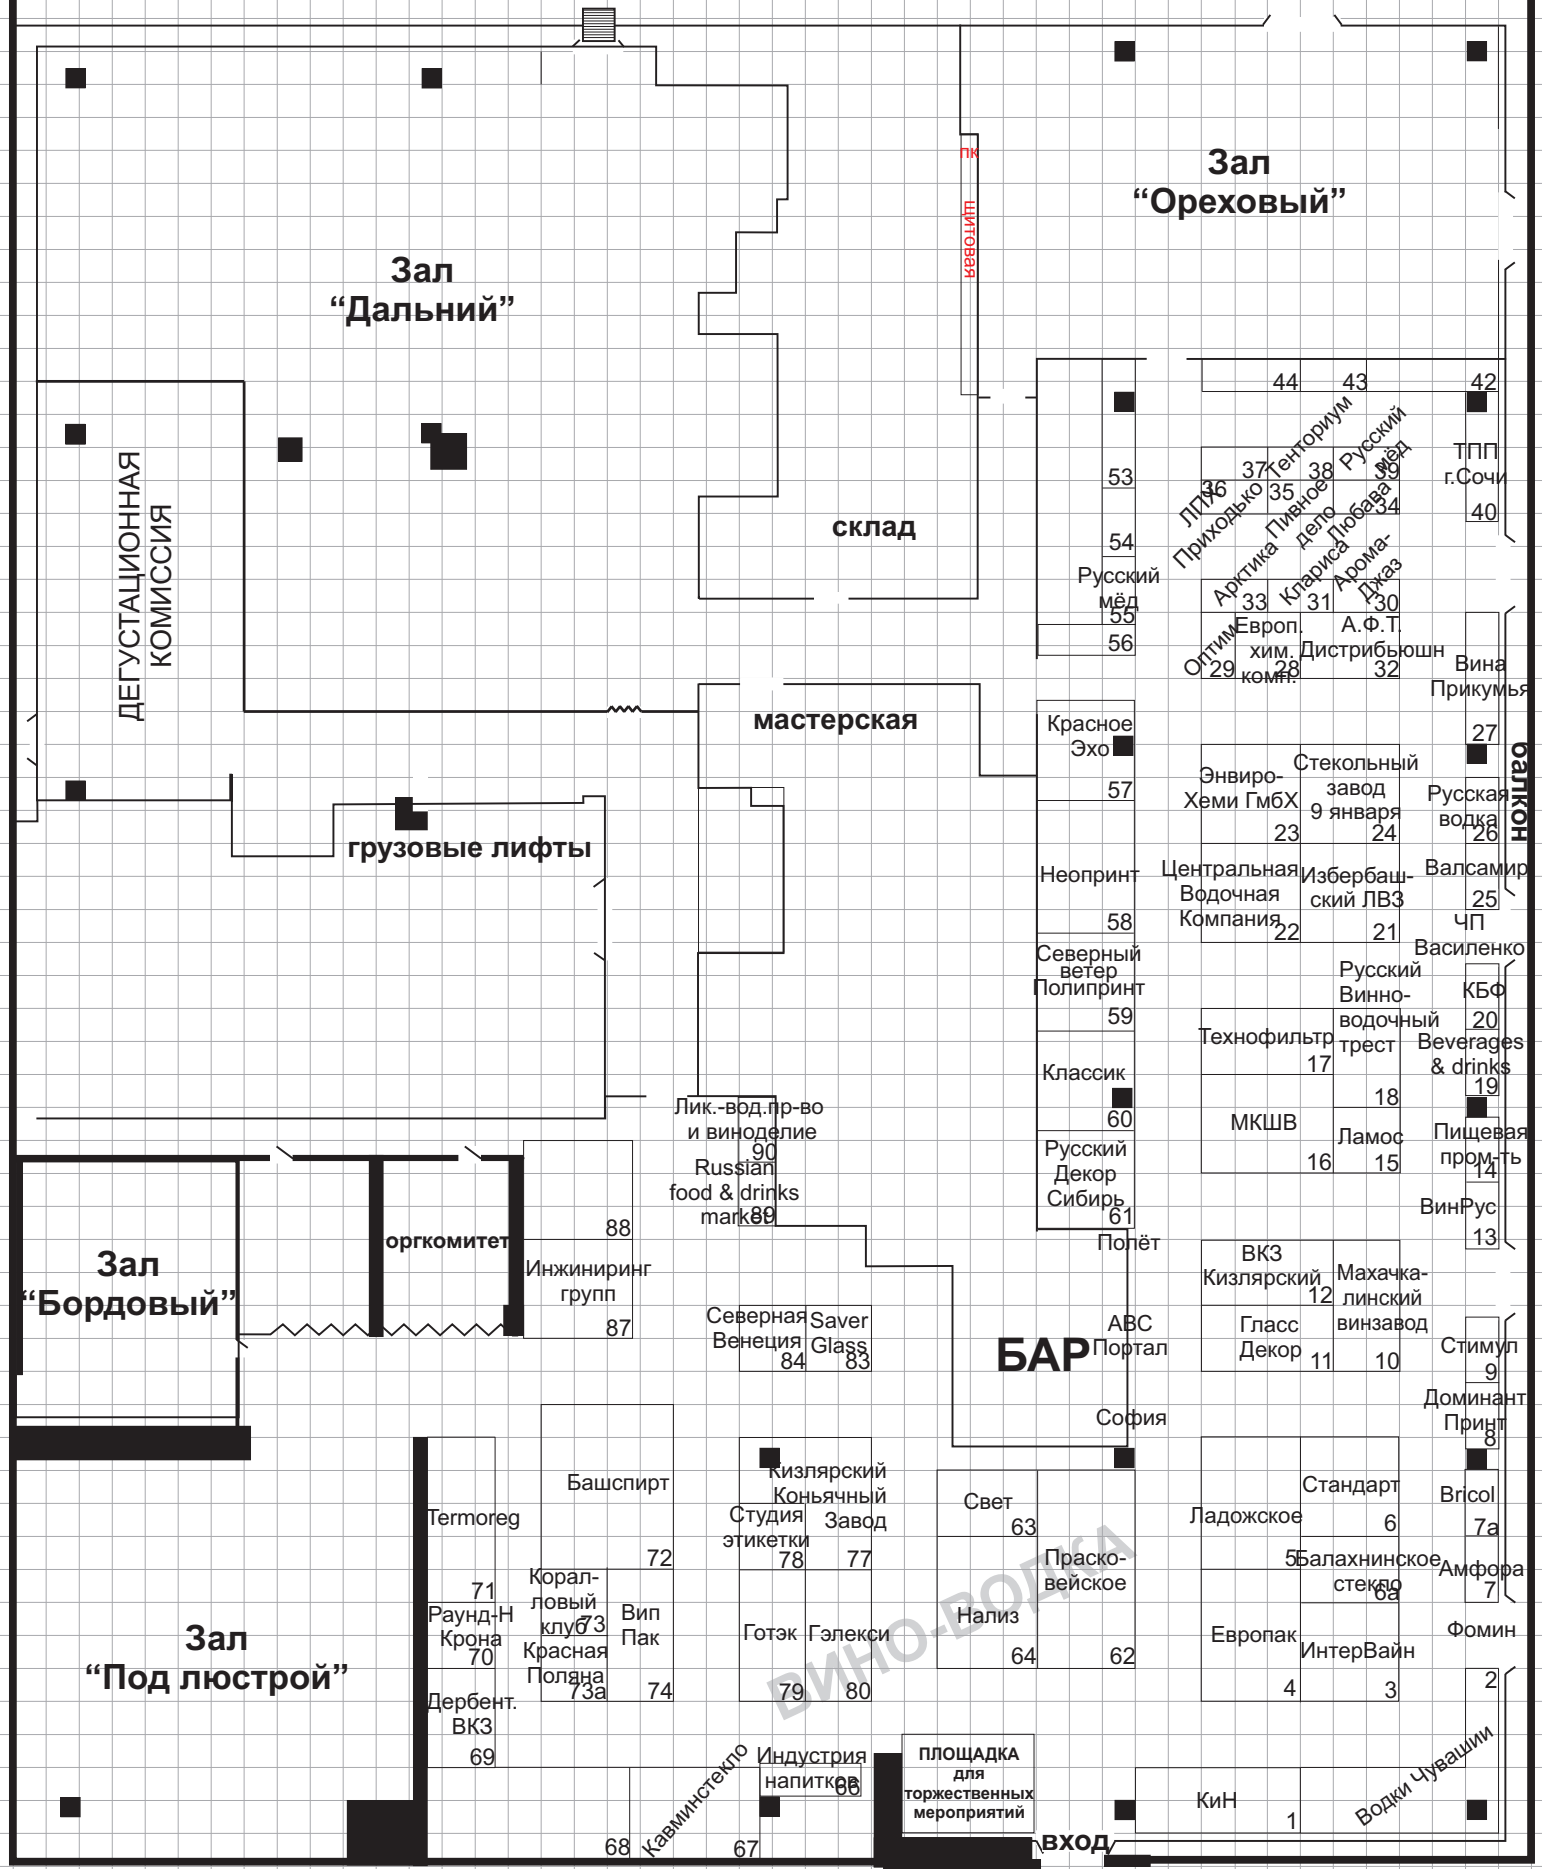 Зал
“Ореховый”
пк
щитовая
Зал
“Дальний”
ДЕГУСТАЦИОННАЯ
КОМИССИЯ
склад
мастерская
грузовые лифты
балкон
44
43
42
53
54
Русский
мёд
55
56
37
Тенториум
38
Русский
мёд
39
36
ЛПХ
Приходько
35
Пивное
дело
Любава
34
ТПП
г.Сочи
40
Арктика
33
Клариса
31
Арома-
Джаз
30
Оптим
29
Европ.
хим.
комп.
28
А.Ф.Т.
Дистрибьюшн
32
Вина
Прикумья
27
Красное
Эхо
57
Энвиро-
Хеми ГмбХ
23
Стекольный
завод
9 января
24
Русская
водка
26
Неопринт
58
Центральная
Водочная
Компания
22
Избербаш-
ский ЛВЗ
21
Валсамир
25
ЧП
Василенко
Северный
ветер
Полипринт
59
Русский
Винно-
водочный
трест
18
КБФ
20
Технофильтр
17
Beverages
& drinks
19
Классик
60
МКШВ
16
Ламос
15
Пищевая
пром-ть
14
Лик.-вод.пр-во
и виноделие
90
Russian
food & drinks
market
89
Русский
Декор
Сибирь
61
ВинРус
13
88
оргкомитет
Зал
“Бордовый”
Инжиниринг
групп
87
Полёт
ВКЗ
Кизлярский
12
Махачка-
линский
винзавод
10
Северная
Венеция
84
Saver
Glass
83
БАР
АВС
Портал
Гласс
Декор
11
Стимул
9
София
Доминант
Принт
8
Башспирт
72
Кизлярский
Коньячный
Завод
77
Студия
этикетки
78
Свет
63
Ладожское
5
Стандарт
6
Bricol
7а
Termoreg
71
Корал-
ловый
клуб
73
Вип
Пак
74
Праско-
вейское
62
Балахнинское
стекло
6а
Амфора
7
Раунд-Н
Крона
70
Красная
Поляна
73а
Готэк
79
Гэлекси
80
Нализ
64
Европак
4
ИнтерВайн
3
Фомин
2
ВИНО-ВОДКА
Зал
“Под люстрой”
Дербент.
ВКЗ
69
68
Кавминстекло
67
Индустрия
напитков
66
ПЛОЩАДКА
для
торжественных
мероприятий
вход
КиН
1
Водки Чувашии